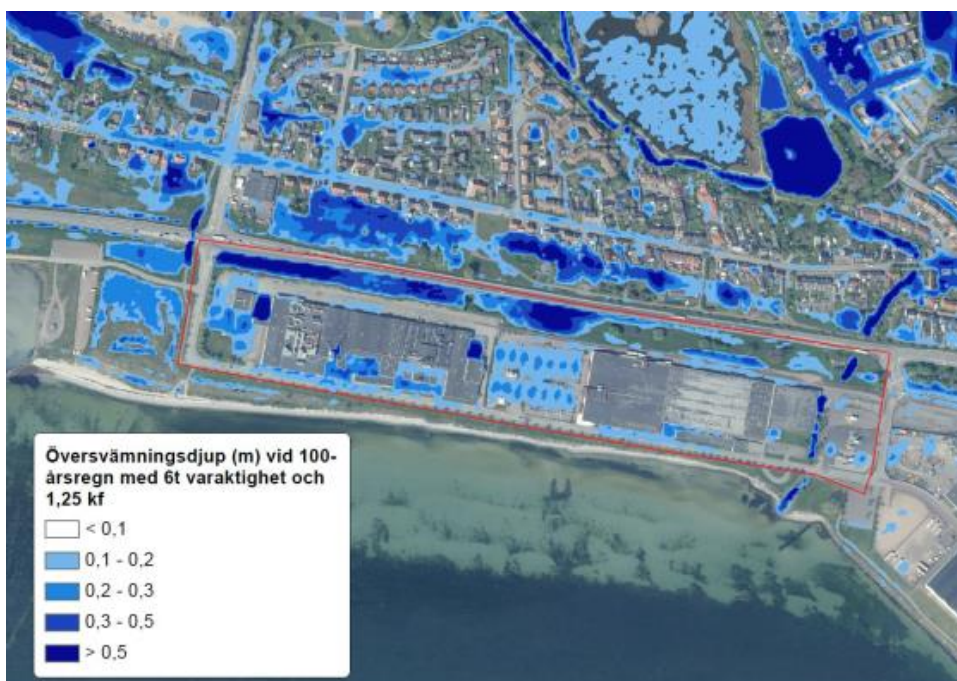 Översvämningsdjup (m) vid 100-
årsregn med 6t varaktighet och
1,25 kf
< 0,1
0,1 - 0,2
0,2 - 0,3
0,3 - 0,5
> 0,5